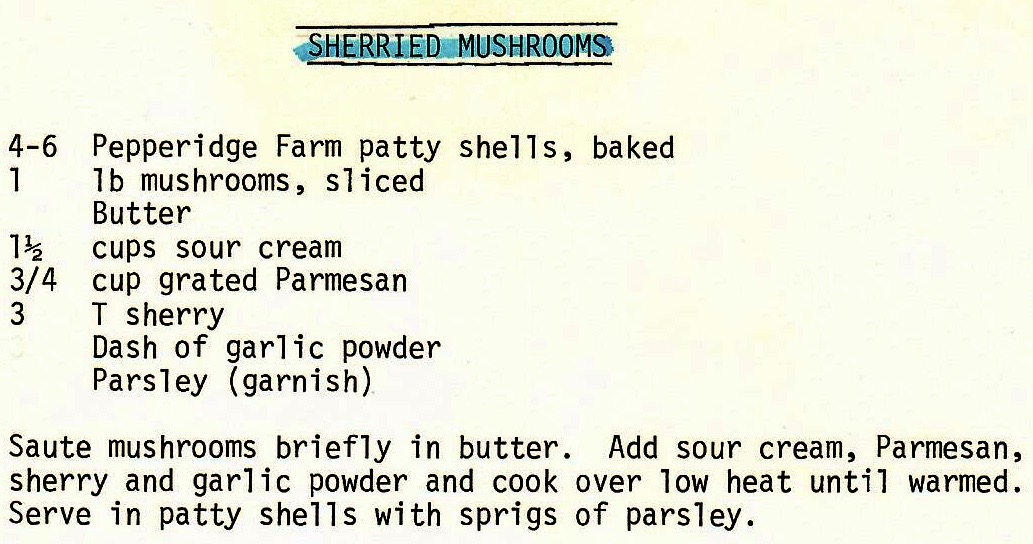 SHERRIED MUSHROOMS
4-6 Pepperidge Farm patty shells, baked
1 lb mushrooms, sliced
Butter
1½ cups sour cream
3/4 cup grated Parmesan
3 T sherry
Dash of garlic powder
Parsley (garnish)
Saute mushrooms briefly in butter. Add sour cream, Parmesan,
sherry and garlic powder and cook over low heat until warmed.
Serve in patty shells with sprigs of parsley.